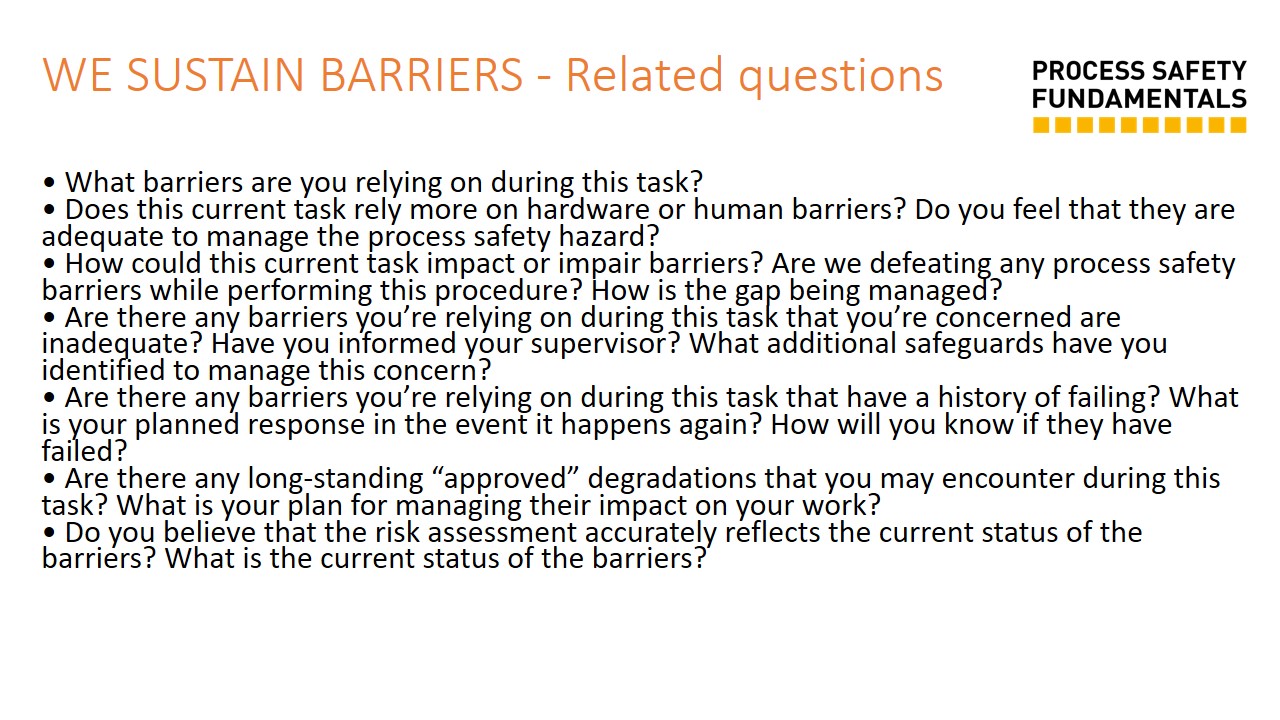 WE SUSTAIN BARRIERS - Related questions
PROCESS SAFETY
FUNDAMENTALS
• What barriers are you relying on during this task?
• Does this current task rely more on hardware or human barriers? Do you feel that they are
adequate to manage the process safety hazard?
• How could this current task impact or impair barriers? Are we defeating any process safety
barriers while performing this procedure? How is the gap being managed?
• Are there any barriers you’re relying on during this task that you’re concerned are
inadequate? Have you informed your supervisor? What additional safeguards have you
identified to manage this concern?
• Are there any barriers you’re relying on during this task that have a history of failing? What
is your planned response in the event it happens again? How will you know if they have
failed?
• Are there any long-standing “approved” degradations that you may encounter during this
task? What is your plan for managing their impact on your work?
• Do you believe that the risk assessment accurately reflects the current status of the
barriers? What is the current status of the barriers?